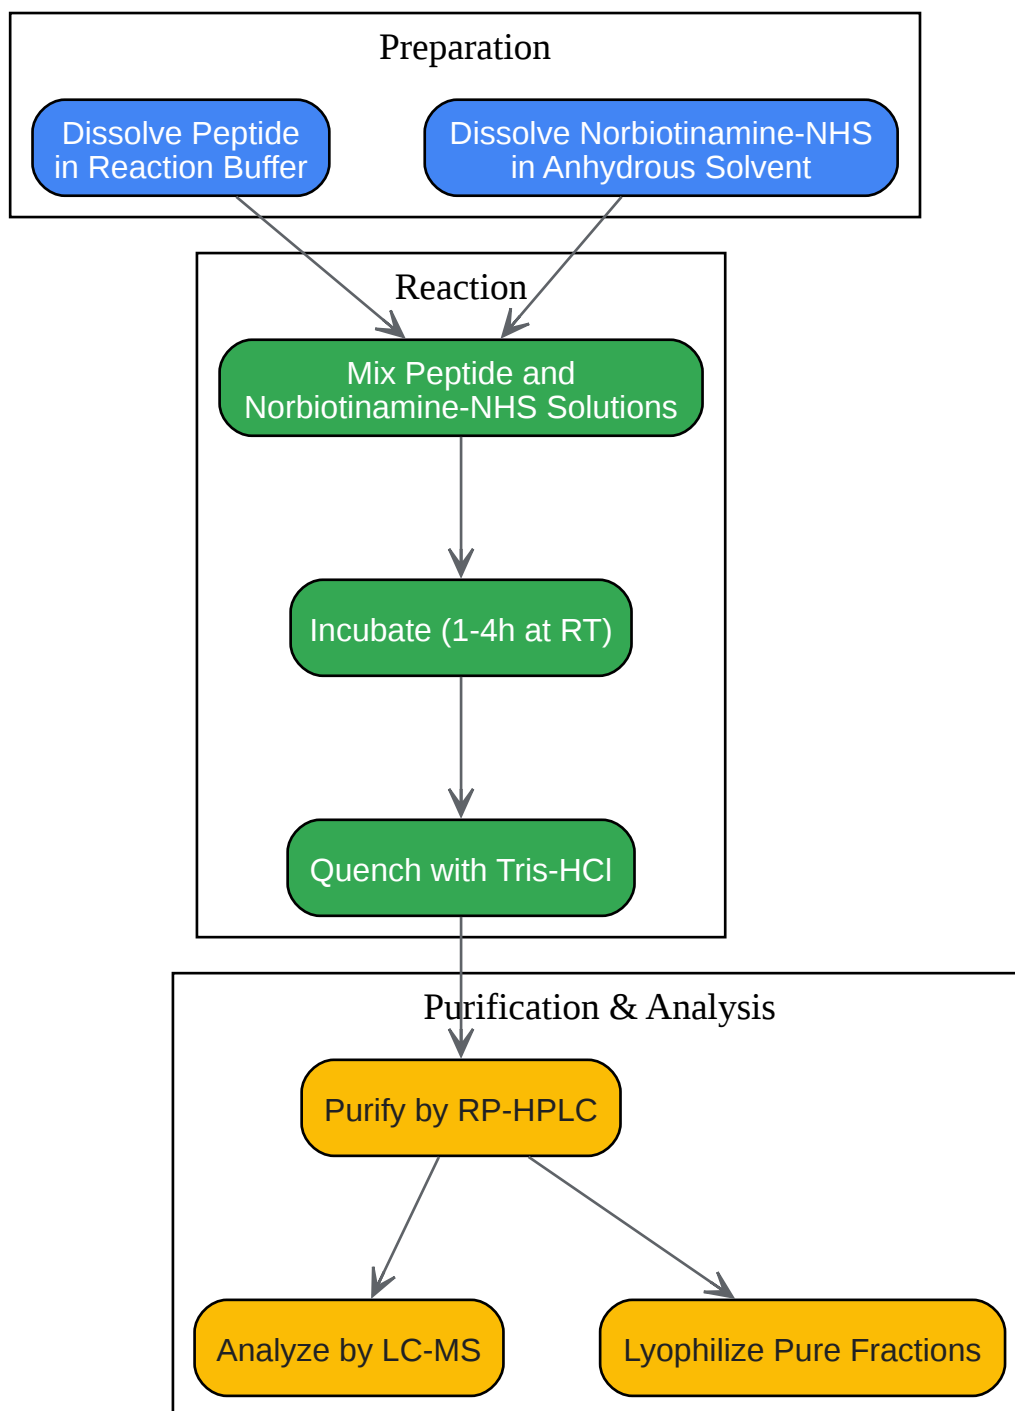 Preparation
Dissolve Peptide
in Reaction Buffer
Dissolve Norbiotinamine-NHS
in Anhydrous Solvent
Reaction
Mix Peptide and
Norbiotinamine-NHS Solutions
Incubate (1-4h at RT)
Quench with Tris-HCl
Purification & Analysis
Purify by RP-HPLC
Analyze by LC-MS
Lyophilize Pure Fractions